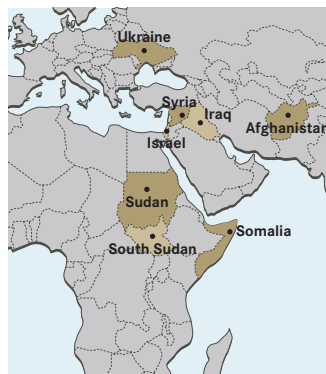 Ukraine
Syria
Iraq
Afghanistan
Israel
Sudan
Somalia
South Sudan